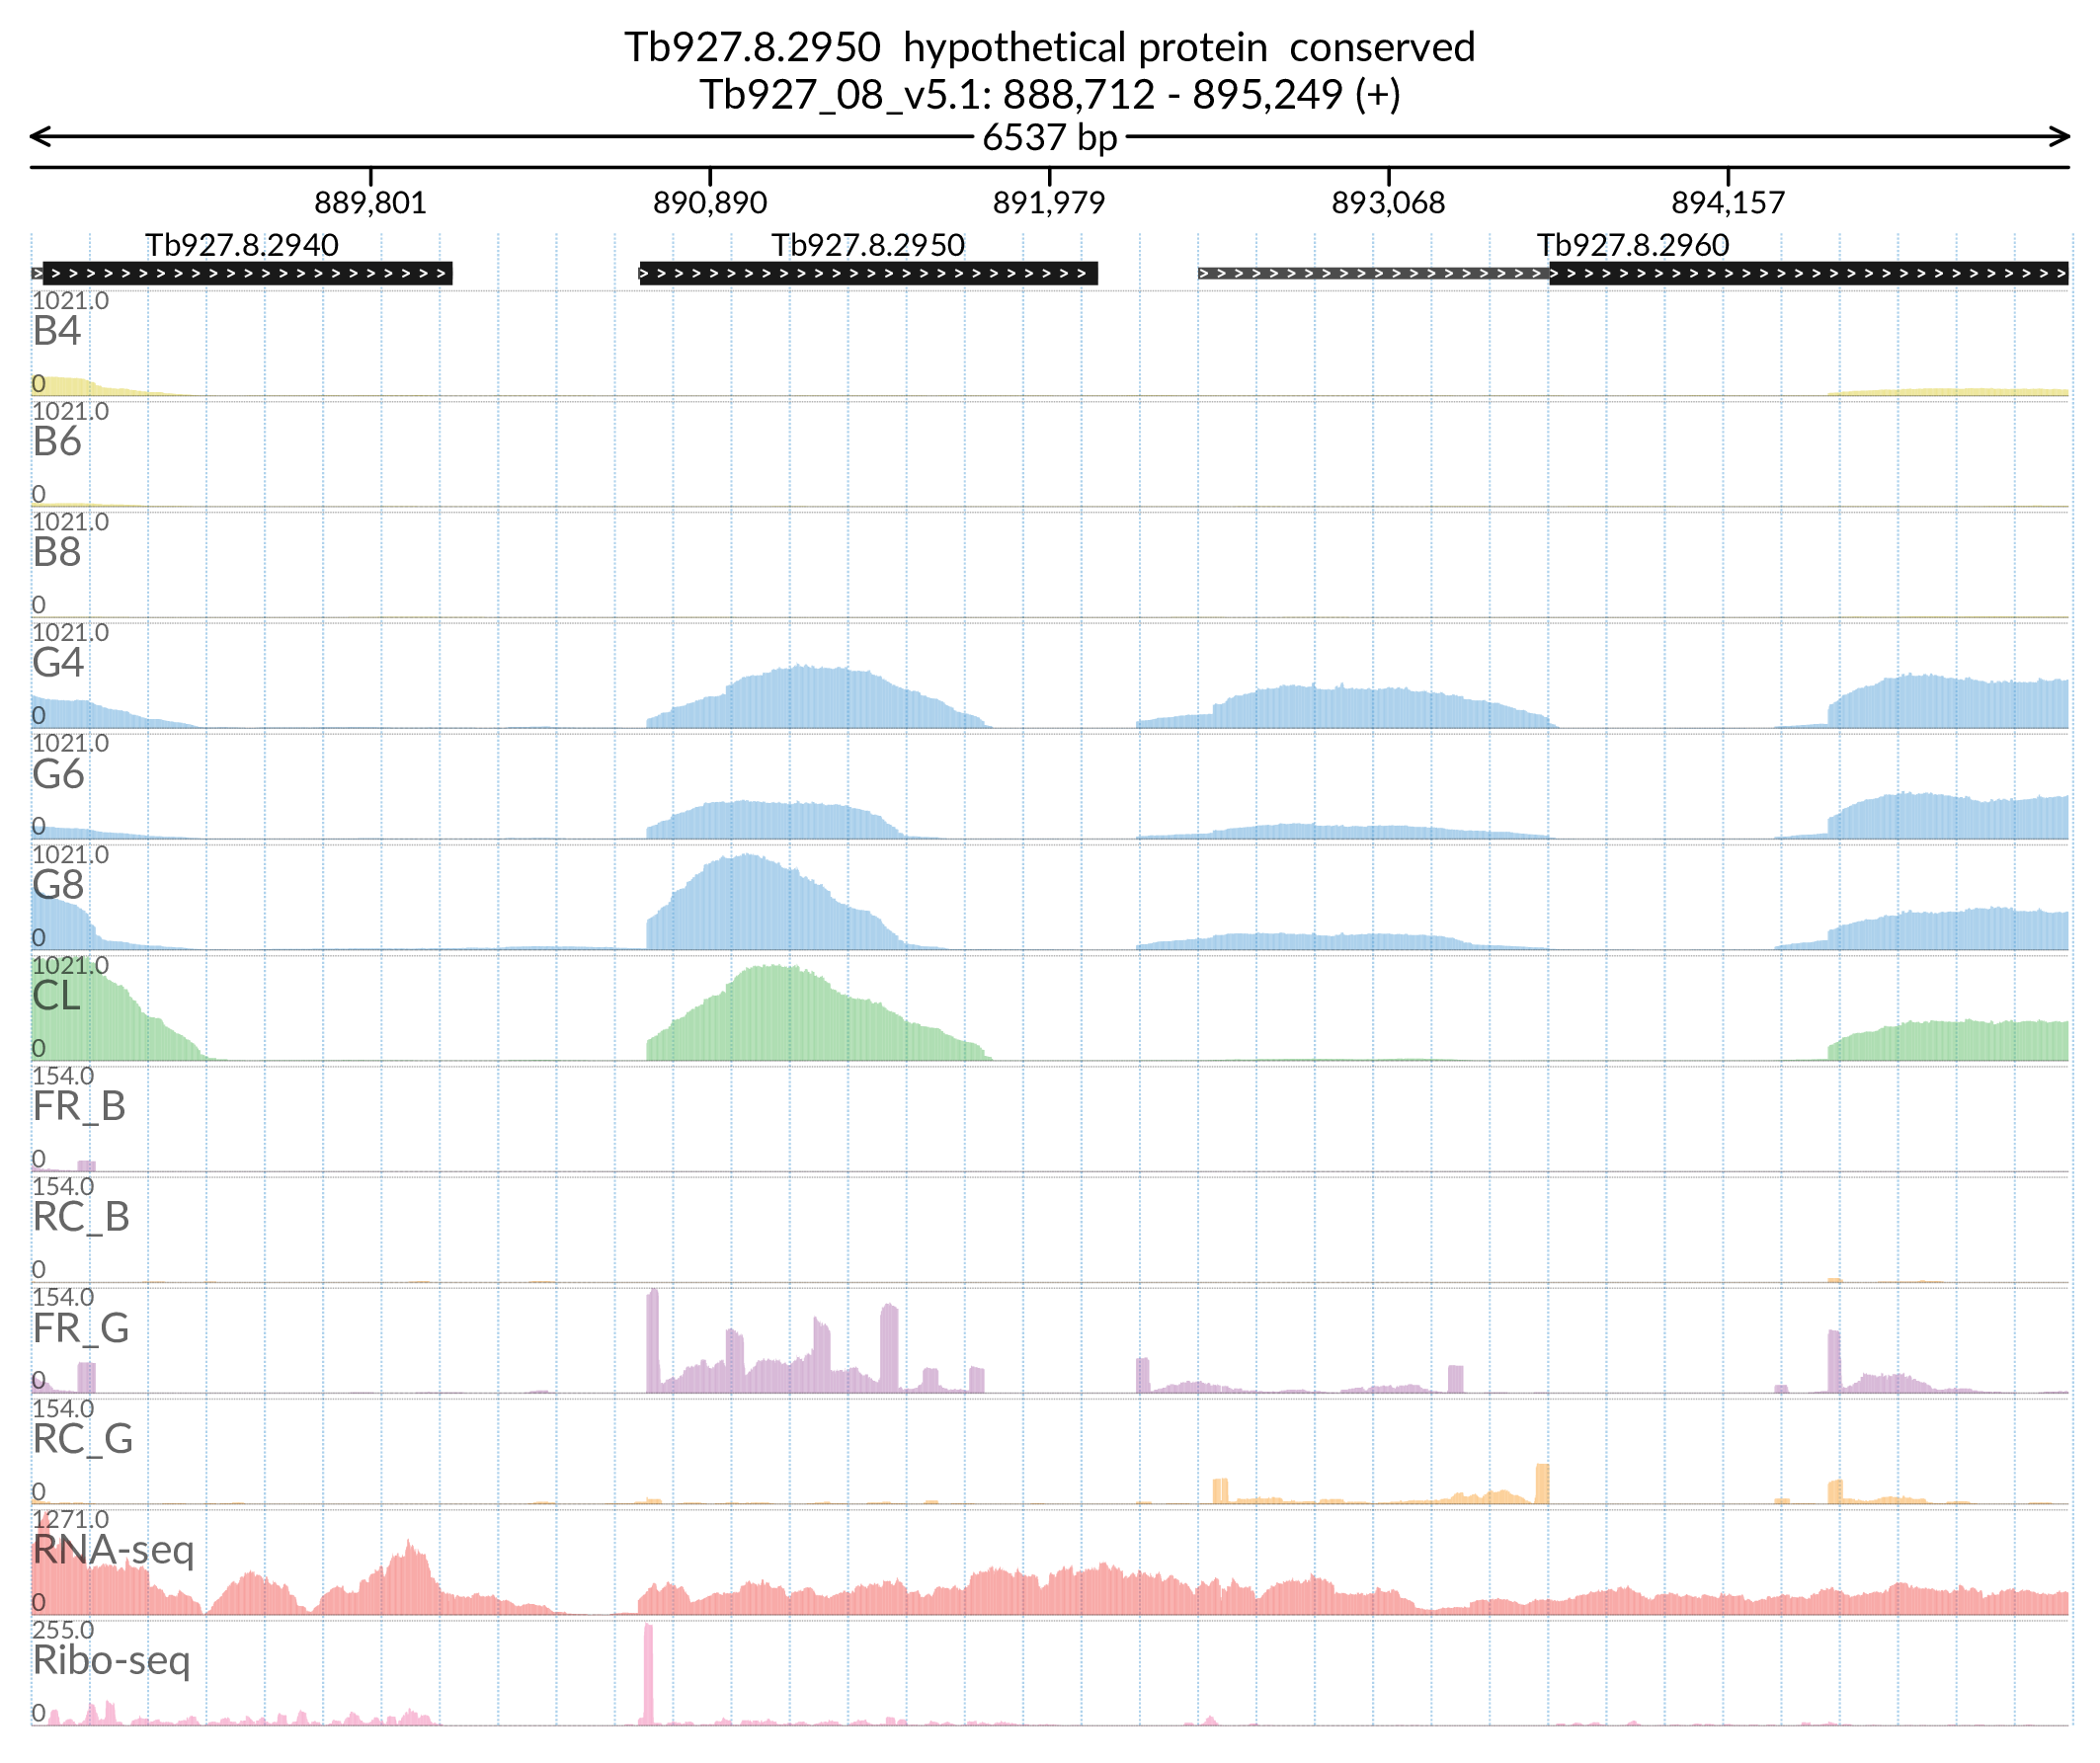 Tb927.8.2950 hypothetical protein conserved
Tb927_08_v5.1: 888,712 - 895,249 (+)
6537 bp
889,801 890,890 891,979 893,068 894,157
Tb927.8.2940 Tb927.8.2950 Tb927.8.2960
1021.0
B4
0
1021.0
B6
0
1021.0
B8
0
1021.0
G4
0
1021.0
G6
0
1021.0
G8
0
1021.0
CL
0
154.0
FR_B
0
154.0
RC_B
0
154.0
FR_G
0
154.0
RC_G
0
1271.0
RNA-seq
0
255.0
Ribo-seq
0